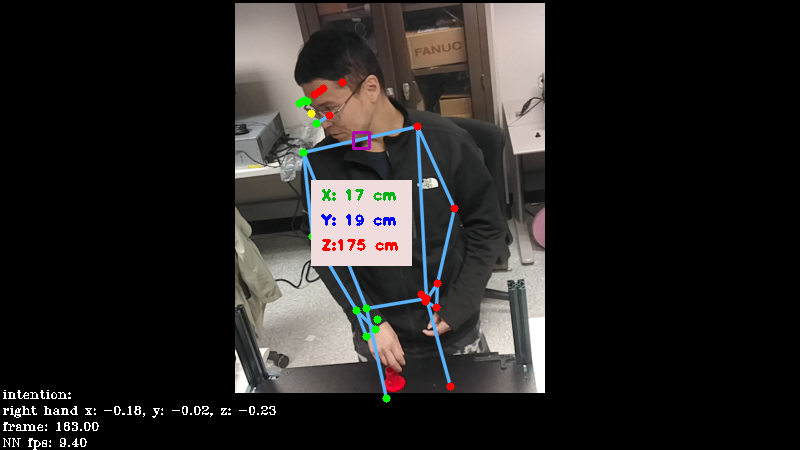 FANUC
X: 17 cm
Y: 19 cm
Z:175 cm
intention:
right hand x: -0.18, y: -0.02, z: -0.23
frame: 163.00
NN fps: 9.40